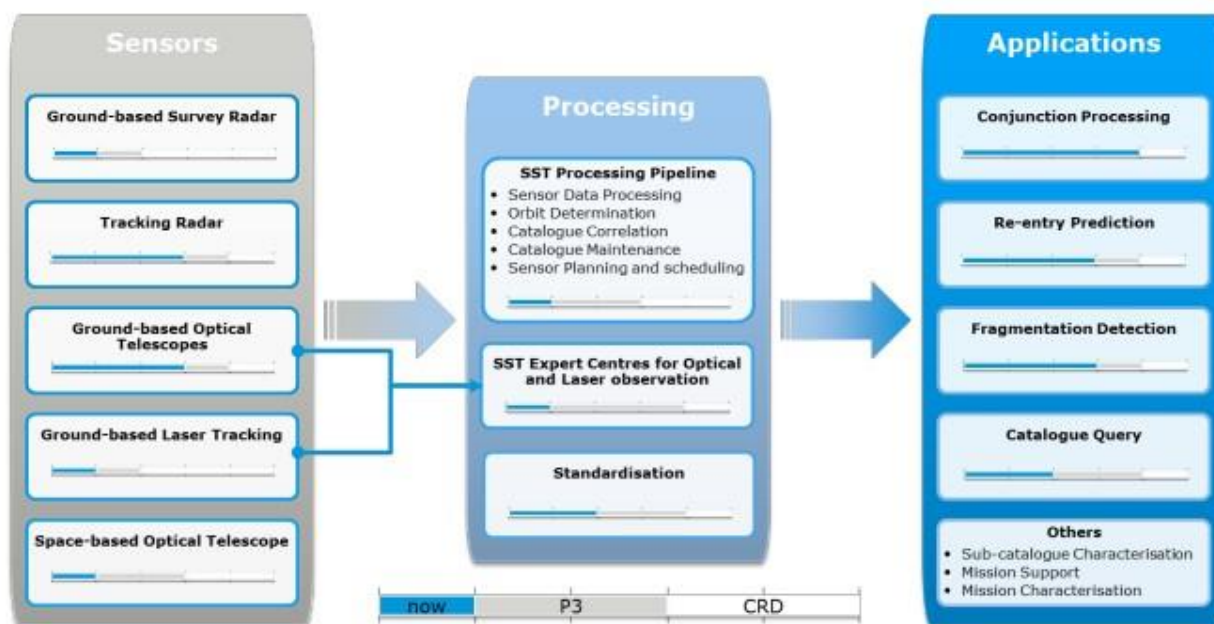 Sensors
Ground-based Survey Radar
Tracking Radar
Ground-based Optical
Telescopes
Ground-based Laser Tracking
Space-based Optical Telescope
Processing
SST Processing Pipeline
• Sensor Data Processing
• Orbit Determination
• Catalogue Correlation
• Catalogue Maintenance
• Sensor Planning and scheduling
SST Expert Centres for Optical
and Laser observation
Standardisation
Applications
Conjunction Processing
Re-entry Prediction
Fragmentation Detection
Catalogue Query
Others
• Sub-catalogue Characterisation
• Mission Support
• Mission Characterisation
now P3 CRD